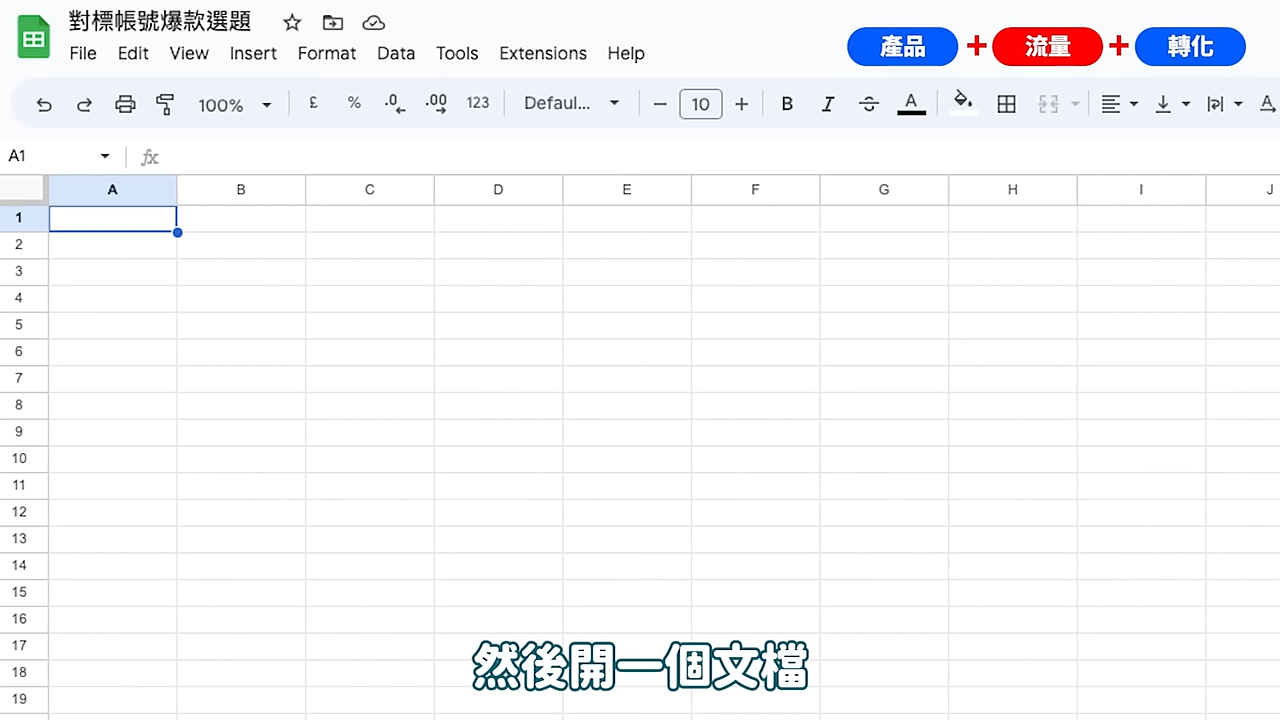 對標帳號爆款選題
File Edit View Insert Format Data Tools Extensions Help
產品 + 流量 + 轉化
100% £ % .0 .00 123 Defaul... − 10 + B I S A A
A1 fx
A B C D E F G H I J
1
2
3
4
5
6
7
8
9
10
11
12
13
14
15
16
17
18
19
然後開一個文檔